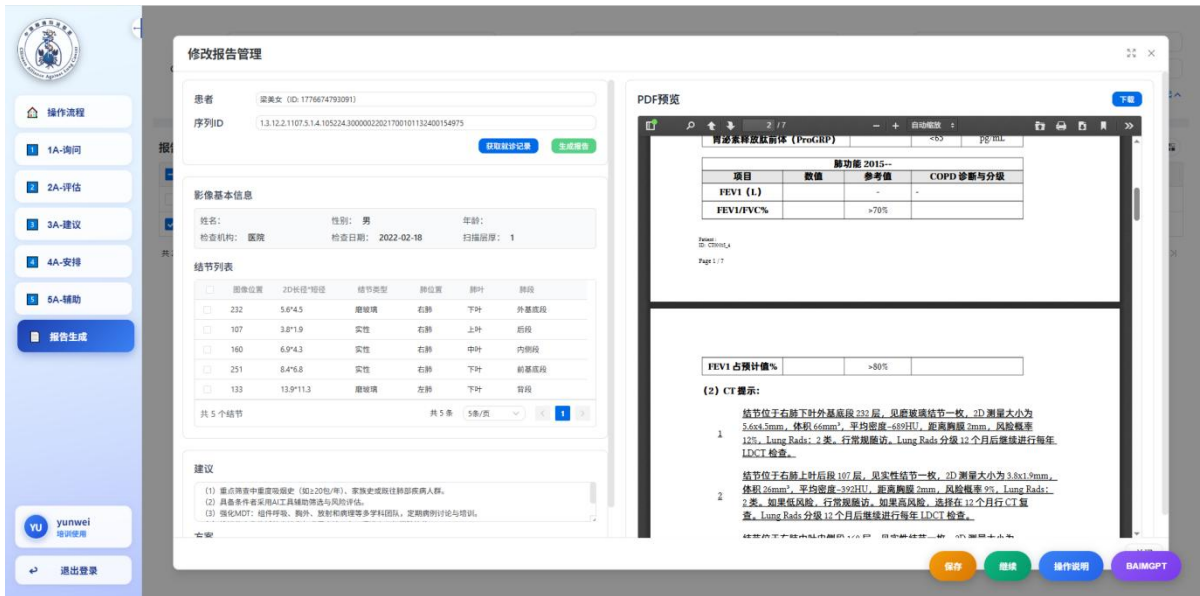 操作流程
1 1A-询问
2 2A-评估
3 3A-建议
4 4A-安排
5 5A-辅助
报告生成
YU yunwei
培训使用
退出登录
修改报告管理
患者 梁美女 (ID: 1776674793091)
序列ID 1.3.12.2.1107.5.1.4.105224.30000022021700101132400154975
获取就诊记录 生成报告
影像基本信息
姓名: 性别: 男 年龄:
检查机构: 医院 检查日期: 2022-02-18 扫描层厚: 1
结节列表
图像位置 2D长径*短径 结节类型 肺位置 肺叶 肺段
232 5.6*4.5 磨玻璃 右肺 下叶 外基底段
107 3.8*1.9 实性 右肺 上叶 后段
160 6.9*4.3 实性 右肺 中叶 内侧段
251 8.4*6.8 实性 右肺 下叶 前基底段
133 13.9*11.3 磨玻璃 左肺 下叶 背段
共 5 个结节 共 5 条 5条/页 1
建议
(1) 重点筛查中重度吸烟史 (如≥20包/年)、家族史或既往肺部疾病人群。
(2) 具备条件者采用AI工具辅助筛选与风险评估。
(3) 强化MDT: 组件呼吸、胸外、放射和病理等多学科团队, 定期病例讨论与培训。
方案
PDF预览 下载
2 / 7 自动缩放
胃泌素释放肽前体 (ProGRP) <65 pg/mL
肺功能 2015--
项目 数值 参考值 COPD 诊断与分级
FEV1 (L) - -
FEV1/FVC% >70%
Patient:
Page 1 / 7
FEV1 占预计值% >80%
(2) CT 提示:
1 结节位于右肺下叶外基底段 232 层, 见磨玻璃结节一枚, 2D 测量大小为
5.6x4.5mm, 体积 66mm³, 平均密度-689HU, 距离胸膜 2mm, 风险概率
12%, Lung Rads: 2 类。行常规随访。Lung Rads 分级 12 个月后继续进行每年
LDCT 检查。
2 结节位于右肺上叶后段 107 层, 见实性结节一枚, 2D 测量大小为 3.8x1.9mm,
体积 26mm³, 平均密度-392HU, 距离胸膜 2mm, 风险概率 9%, Lung Rads:
2 类。如果低风险, 行常规随访。如果高风险, 选择在 12 个月行 CT 复
查。Lung Rads 分级 12 个月后继续进行每年 LDCT 检查。
保存 继续 操作说明 BAIMGPT